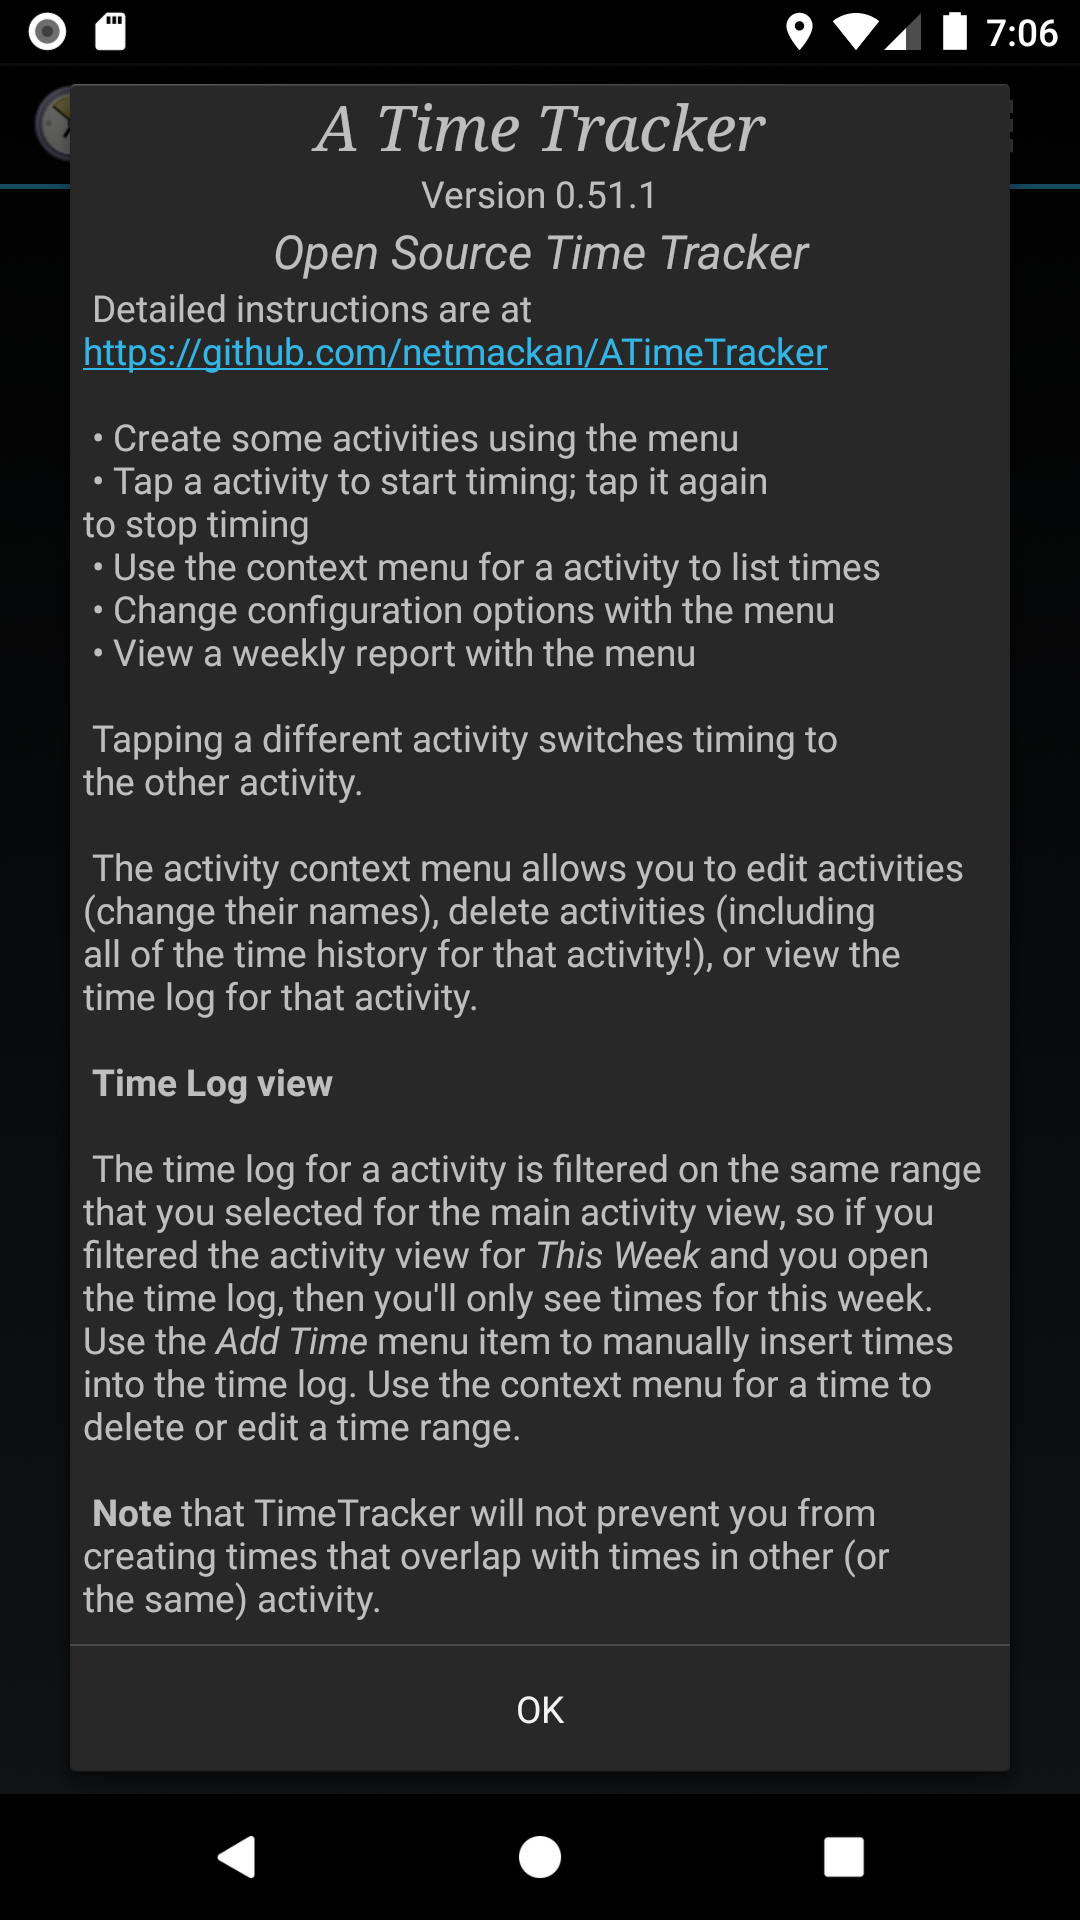 7:06
A Time Tracker
Version 0.51.1
Open Source Time Tracker
Detailed instructions are at
https://github.com/netmackan/ATimeTracker
• Create some activities using the menu
• Tap a activity to start timing; tap it again
to stop timing
• Use the context menu for a activity to list times
• Change configuration options with the menu
• View a weekly report with the menu
Tapping a different activity switches timing to
the other activity.
The activity context menu allows you to edit activities
(change their names), delete activities (including
all of the time history for that activity!), or view the
time log for that activity.
Time Log view
The time log for a activity is filtered on the same range
that you selected for the main activity view, so if you
filtered the activity view for This Week and you open
the time log, then you'll only see times for this week.
Use the Add Time menu item to manually insert times
into the time log. Use the context menu for a time to
delete or edit a time range.
Note that TimeTracker will not prevent you from
creating times that overlap with times in other (or
the same) activity.
OK